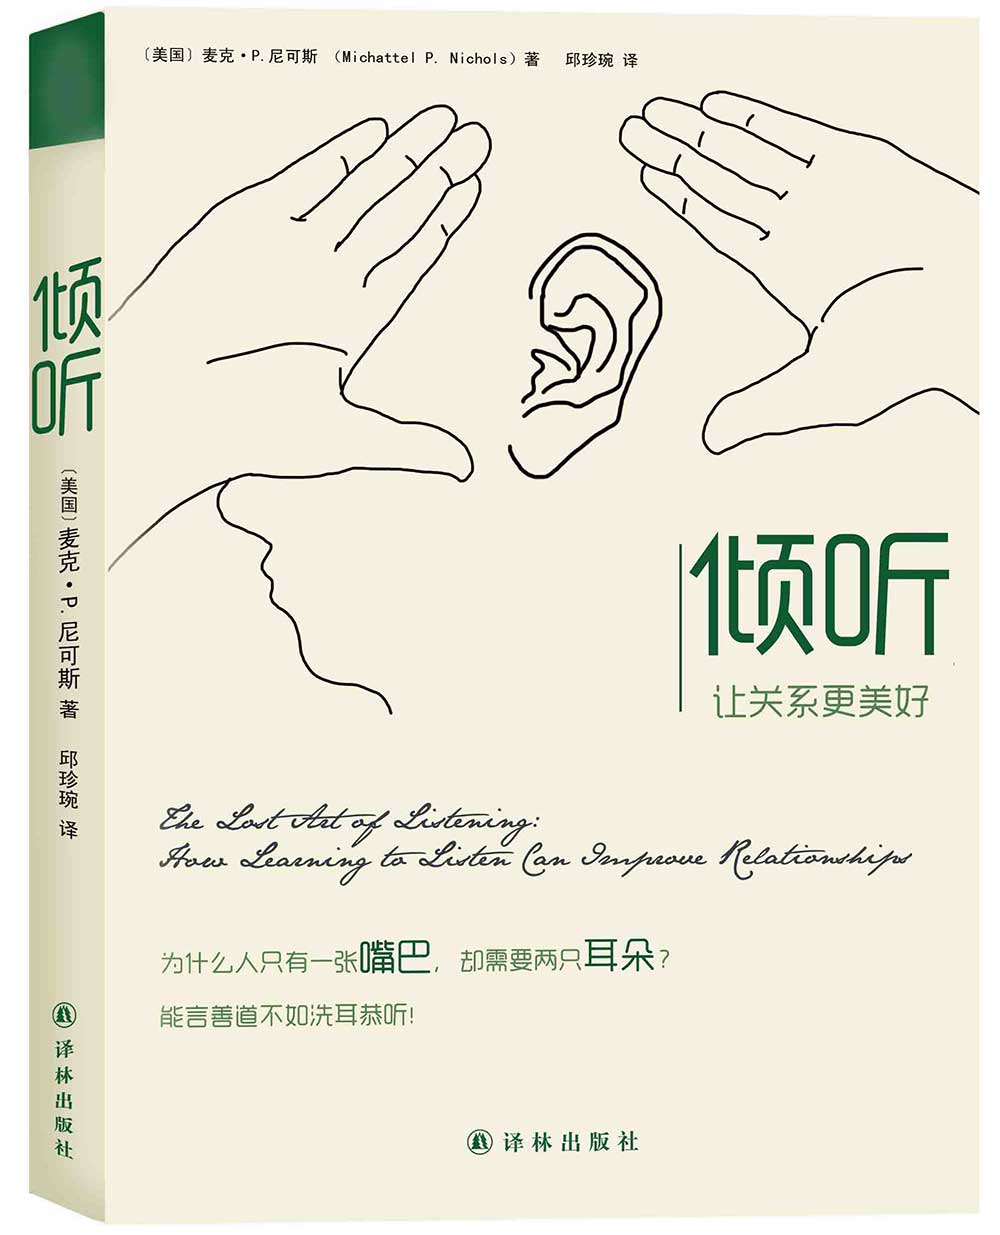 〔美国〕麦克·P.尼可斯 （Michattel P. Nichols）著 邱珍琬 译
倾听
让关系更美好
The Lost Art of Listening:
How Learning to Listen Can Improve Relationships
为什么人只有一张嘴巴，却需要两只耳朵？
能言善道不如洗耳恭听！
译林出版社
倾听
〔美国〕麦克·P.尼可斯 著 邱珍琬 译
译林出版社